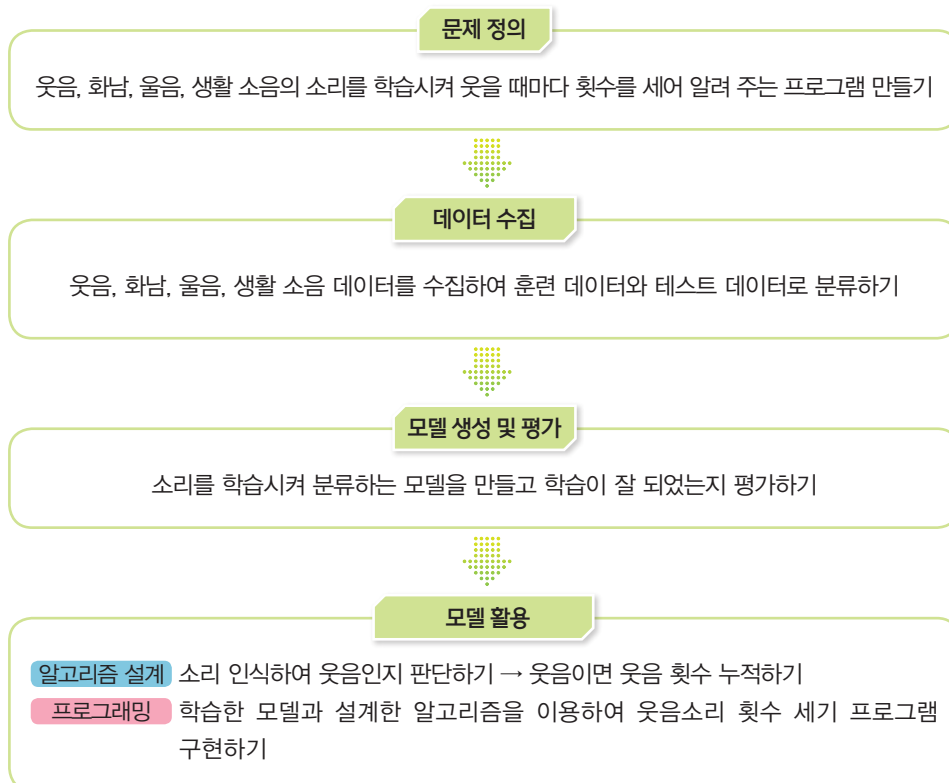 문제 정의
웃음, 화남, 울음, 생활 소음의 소리를 학습시켜 웃을 때마다 횟수를 세어 알려 주는 프로그램 만들기
데이터 수집
웃음, 화남, 울음, 생활 소음 데이터를 수집하여 훈련 데이터와 테스트 데이터로 분류하기
모델 생성 및 평가
소리를 학습시켜 분류하는 모델을 만들고 학습이 잘 되었는지 평가하기
모델 활용
알고리즘 설계 소리 인식하여 웃음인지 판단하기 → 웃음이면 웃음 횟수 누적하기
프로그래밍 학습한 모델과 설계한 알고리즘을 이용하여 웃음소리 횟수 세기 프로그램
구현하기